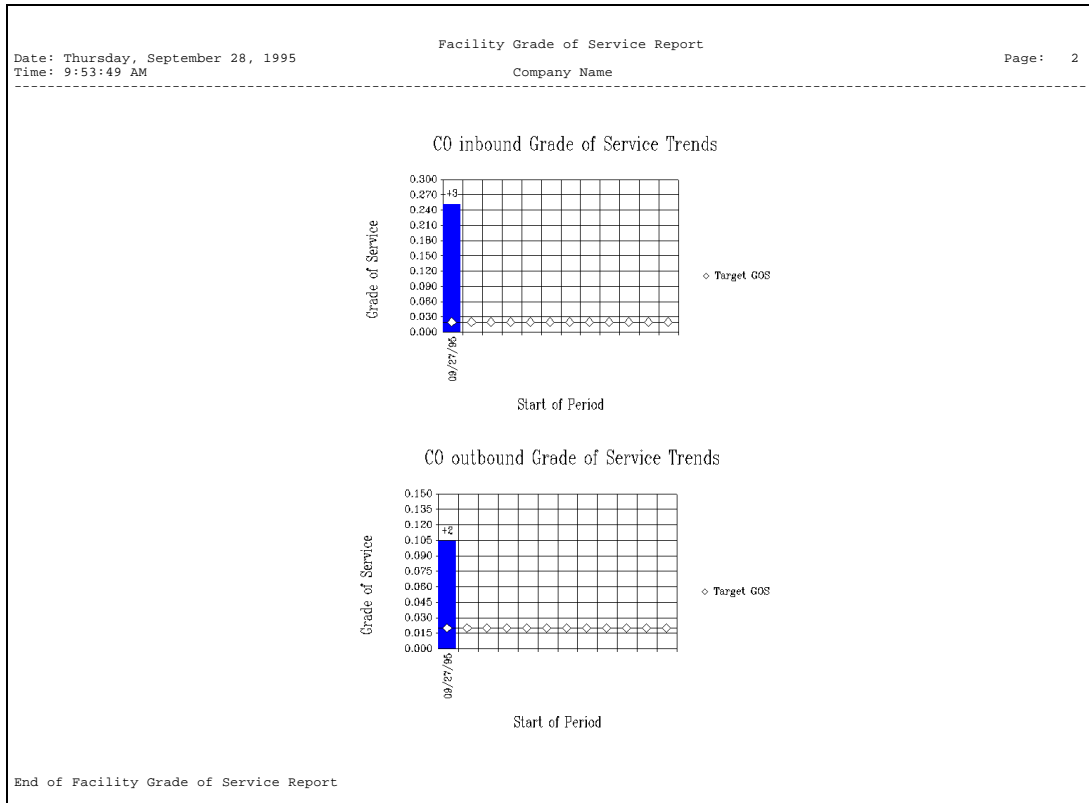 Facility Grade of Service Report
Date: Thursday, September 28, 1995 Page: 2
Time: 9:53:49 AM Company Name
CO inbound Grade of Service Trends
0.300
0.270
0.240
0.210
0.180
0.150
0.120
0.090
0.060
0.030
0.000
+3
Grade of Service
Target GOS
09/27/95
Start of Period
CO outbound Grade of Service Trends
0.150
0.135
0.120
0.105
0.090
0.075
0.060
0.045
0.030
0.015
0.000
+2
Grade of Service
Target GOS
09/27/95
Start of Period
End of Facility Grade of Service Report